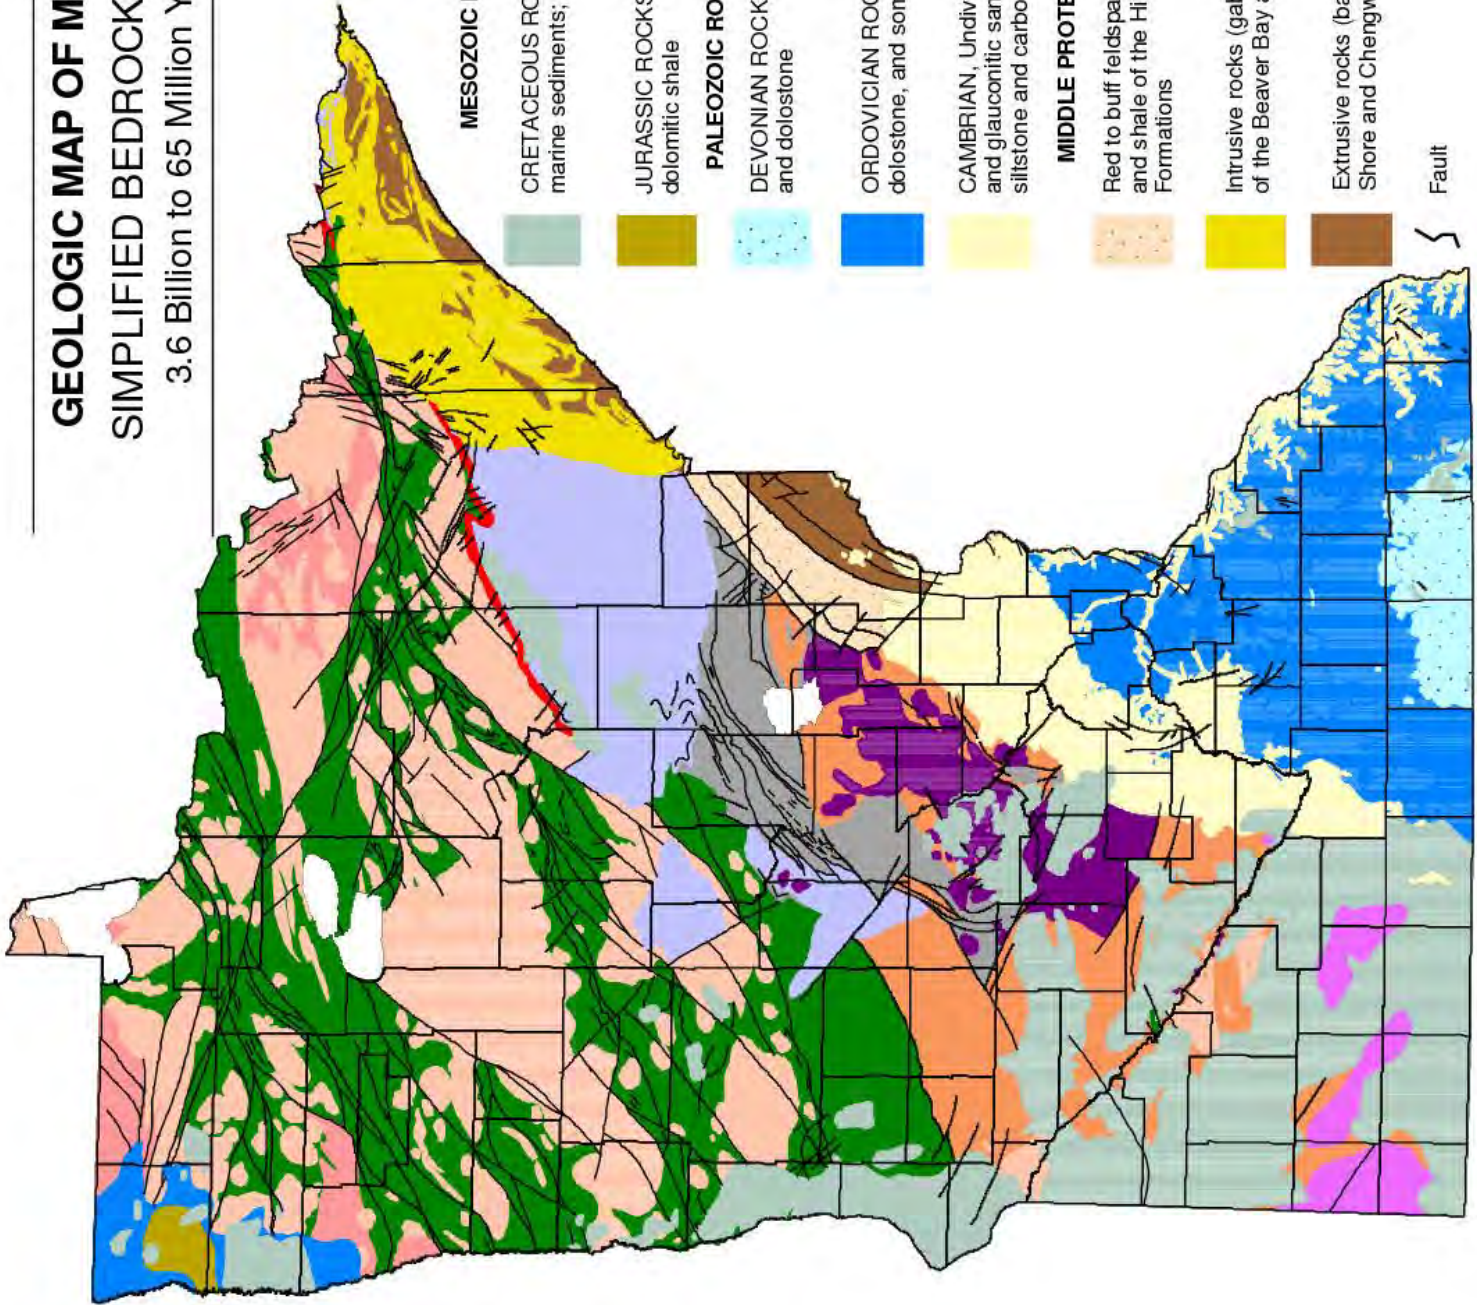 GEOLOGIC MAP OF M
SIMPLIFIED BEDROCK
3.6 Billion to 65 Million Y
MESOZOIC
CRETACEOUS RO
marine sediments;
JURASSIC ROCKS
dolomitic shale
PALEOZOIC RO
DEVONIAN ROCK
and dolostone
ORDOVICIAN ROC
dolostone, and som
CAMBRIAN, Undiv
and glauconitic san
siltstone and carbo
MIDDLE PROTE
Red to buff feldspa
and shale of the Hi
Formations
Intrusive rocks (gab
of the Beaver Bay a
Extrusive rocks (ba
Shore and Chengw
Fault